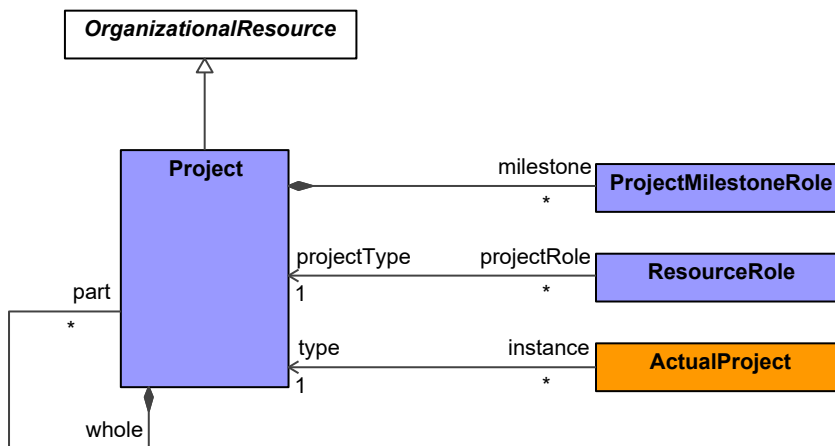 OrganizationalResource
Project
milestone
*
ProjectMilestoneRole
projectType
1
projectRole
*
ResourceRole
part
*
type
1
instance
*
ActualProject
whole